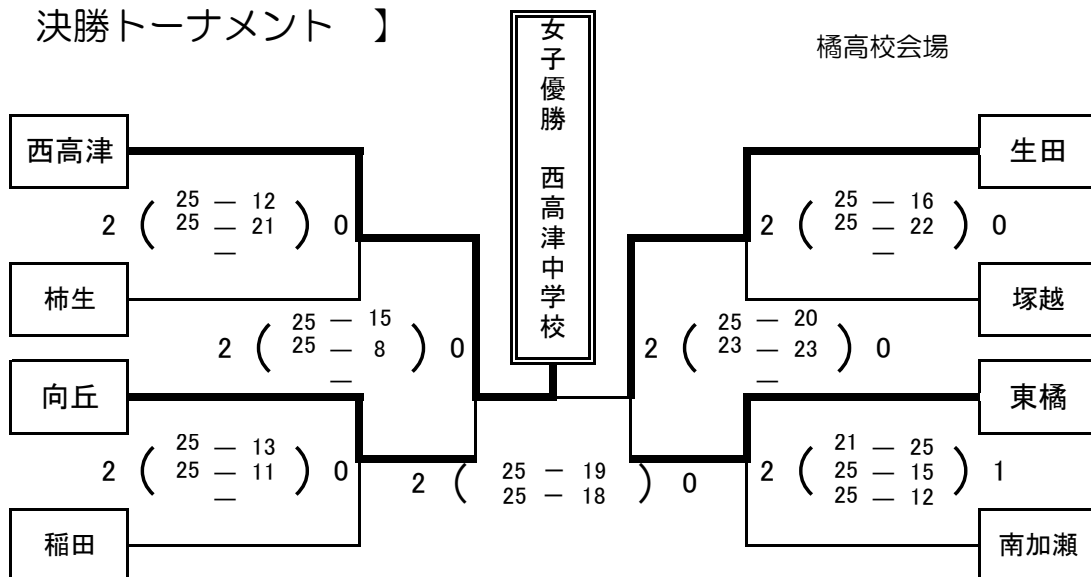 決勝トーナメント 】
橘高校会場
女子優勝 西高津中学校
西高津
2 ( 25 — 12 ) 0
25 — 21
—
柿生
2 ( 25 — 15 ) 0
25 — 8
—
向丘
2 ( 25 — 13 ) 0
25 — 11
—
稲田
2 ( 25 － 19 ) 0
25 － 18
生田
2 ( 25 — 16 ) 0
25 — 22
—
塚越
2 ( 25 — 20 ) 0
23 — 23
—
東橘
2 ( 21 — 25 ) 1
25 — 15
25 — 12
南加瀬